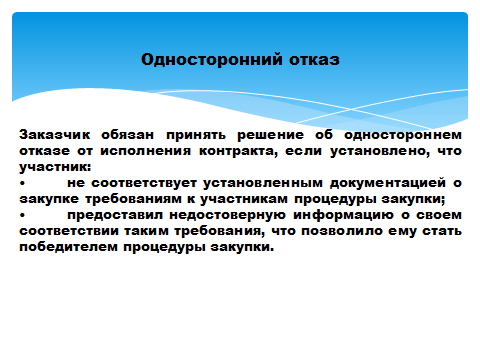 Односторонний отказ
Заказчик обязан принять решение об одностороннем
отказе от исполнения контракта, если установлено, что
участник:
• не соответствует установленным документацией о
закупке требованиям к участникам процедуры закупки;
• предоставил недостоверную информацию о своем
соответствии таким требования, что позволило ему стать
победителем процедуры закупки.